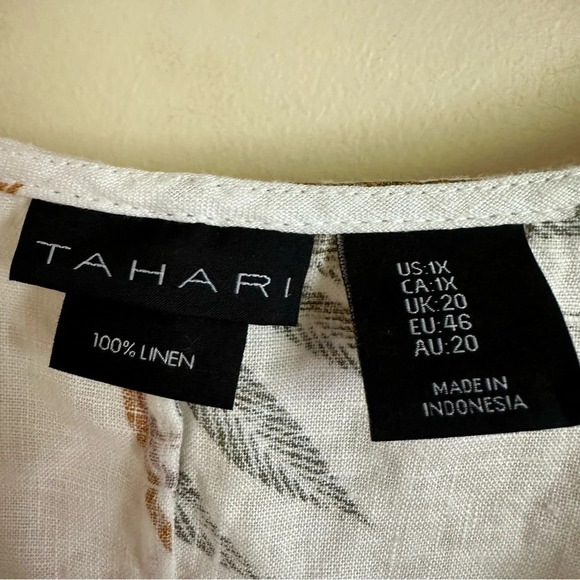 TAHARI
100% LINEN
US:1X
CA:1X
UK:20
EU:46
AU:20
MADE IN
INDONESIA